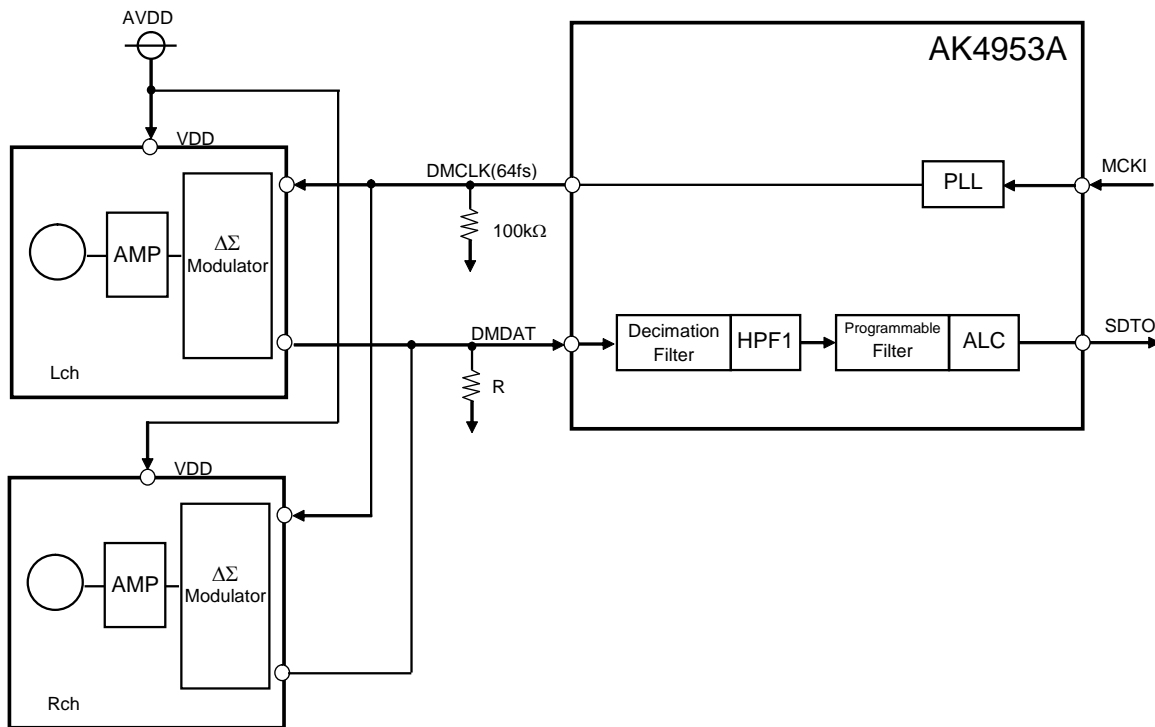 AVDD
AK4953A
VDD
DMCLK(64fs)
MCKI
PLL
100kΩ
AMP
ΔΣ
Modulator
Lch
DMDAT
Decimation
Filter
HPF1
Programmable
Filter
ALC
SDTO
R
VDD
AMP
ΔΣ
Modulator
Rch